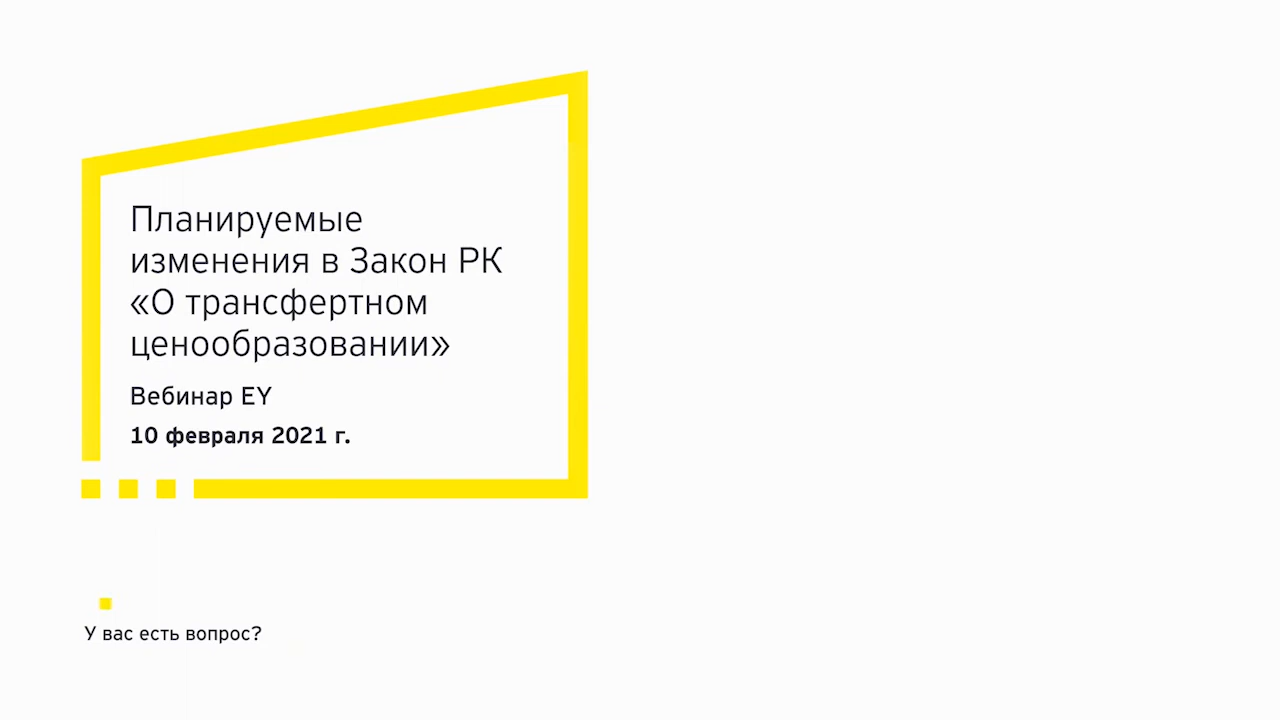 Планируемые
изменения в Закон РК
«О трансфертном
ценообразовании»
Вебинар EY
10 февраля 2021 г.
У вас есть вопрос?